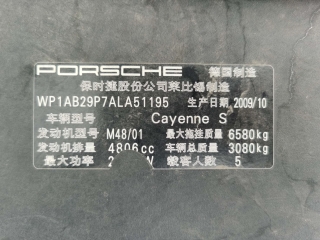 PORSCHE 德国制造
保时捷股份公司莱比锡制造
WP1AB29P7ALA51195 生产日期 2009/10
车辆型号 Cayenne S
发动机型号 M48/01 最大拖挂质量 6580kg
发动机排量 4806cc 车辆总质量 3080kg
最大功率 2 W 载客人数 5